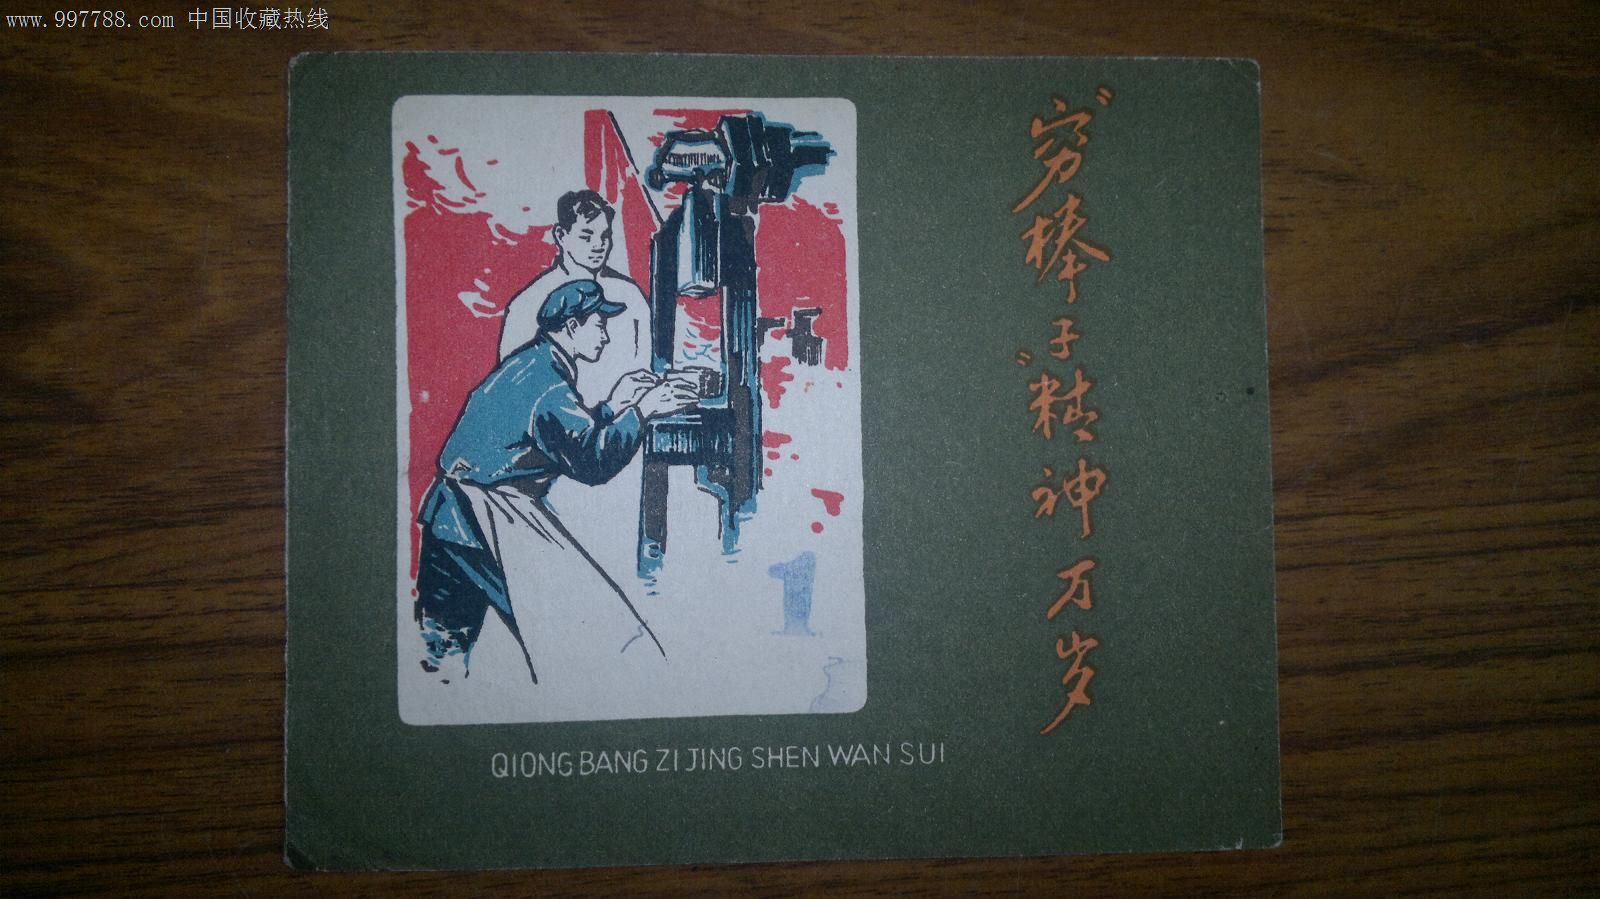 www.997788.com 中国收藏热线
“穷棒子”精神万岁
1
QIONG BANG ZI JING SHEN WAN SUI